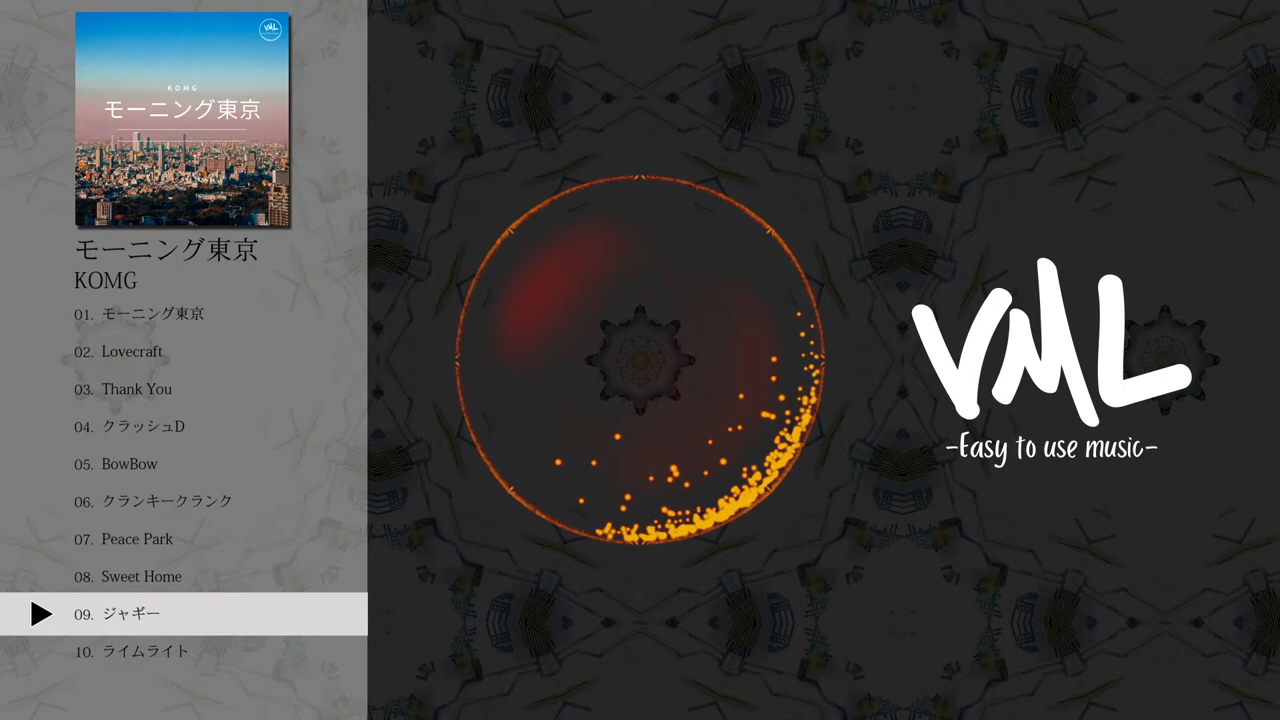 VML
KOMG
モーニング東京
モーニング東京
KOMG
01. モーニング東京
02. Lovecraft
03. Thank You
04. クラッシュD
05. BowBow
06. クランキークランク
07. Peace Park
08. Sweet Home
09. ジャギー
10. ライムライト
VML
-Easy to use music-